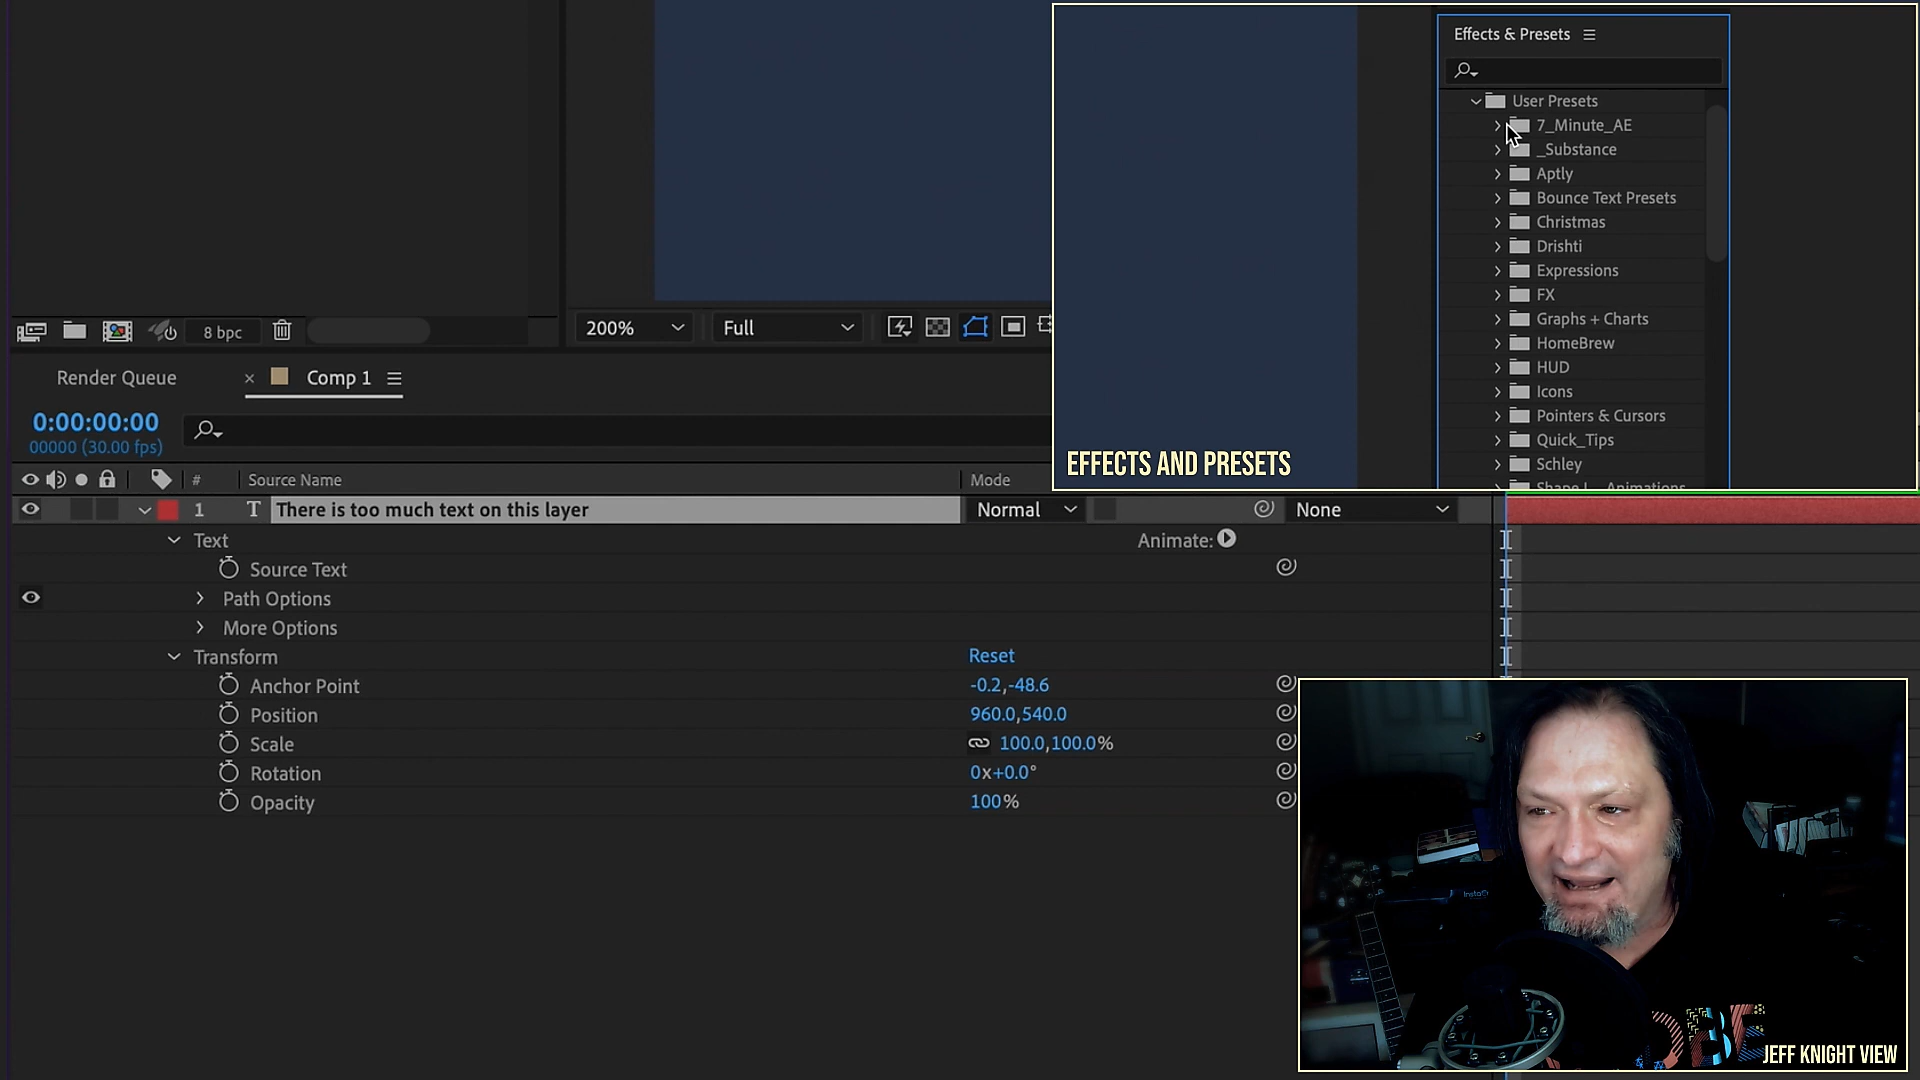 Effects & Presets
User Presets
7_Minute_AE
_Substance
Aptly
Bounce Text Presets
Christmas
Drishti
Expressions
FX
Graphs + Charts
HomeBrew
HUD
Icons
Pointers & Cursors
Quick_Tips
Schley
EFFECTS AND PRESETS
8 bpc
200%
Full
Render Queue
Comp 1
0:00:00:00
00000 (30.00 fps)
#
Source Name
Mode
1
T
There is too much text on this layer
Normal
None
Text
Animate:
Source Text
Path Options
More Options
Transform
Reset
Anchor Point
-0.2,-48.6
Position
960.0,540.0
Scale
100.0,100.0%
Rotation
0x+0.0°
Opacity
100%
JEFF KNIGHT VIEW